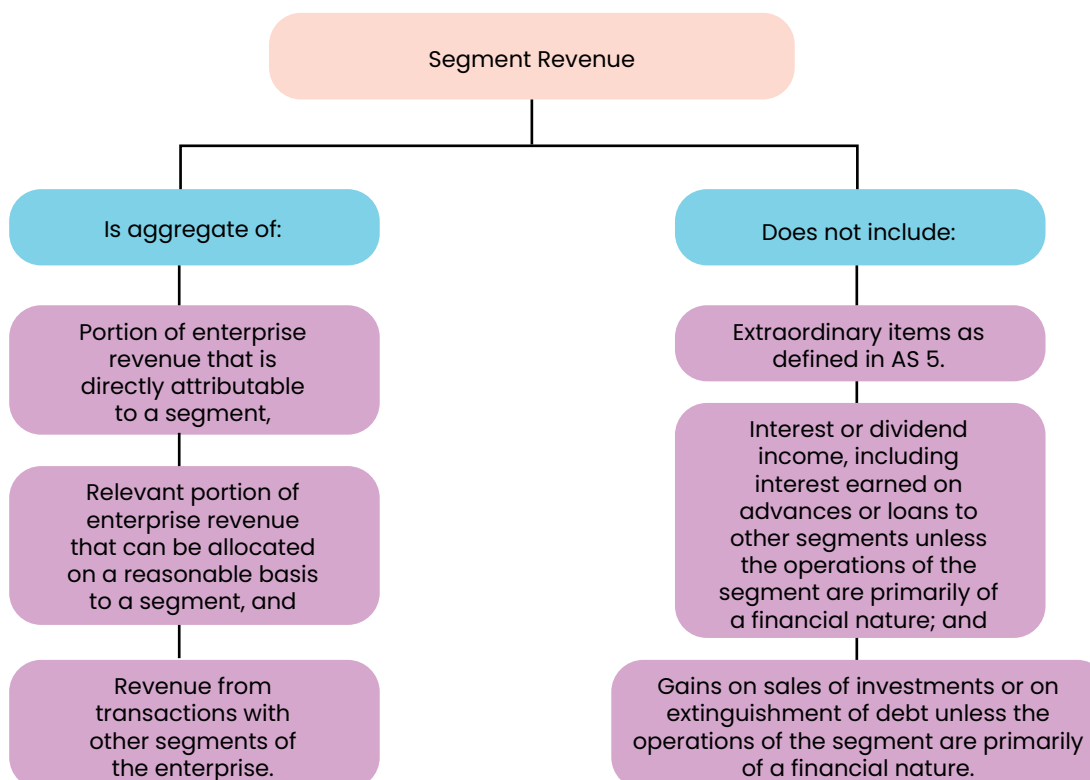 Segment Revenue
Is aggregate of:
Portion of enterprise
revenue that is
directly attributable
to a segment,
Relevant portion of
enterprise revenue
that can be allocated
on a reasonable basis
to a segment, and
Revenue from
transactions with
other segments of
the enterprise.
Does not include:
Extraordinary items as
defined in AS 5.
Interest or dividend
income, including
interest earned on
advances or loans to
other segments unless
the operations of the
segment are primarily of
a financial nature; and
Gains on sales of investments or on
extinguishment of debt unless the
operations of the segment are primarily
of a financial nature.